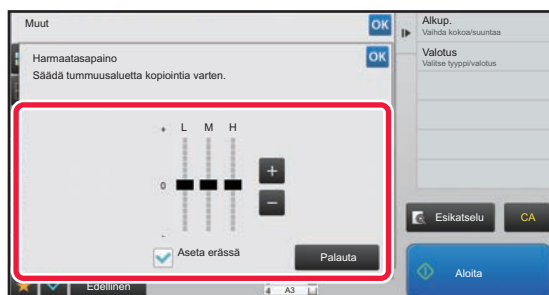 Muut
OK
Harmaatasapaino
OK
Säädä tummuusaluetta kopiointia varten.
+ L M H
0
+
−
-
Aseta erässä
Palauta
Edellinen
4 A3
Alkup.
Vaihda kokoa/suuntaa
Valotus
Valitse tyyppi/valotus
Esikatselu
CA
Aloita